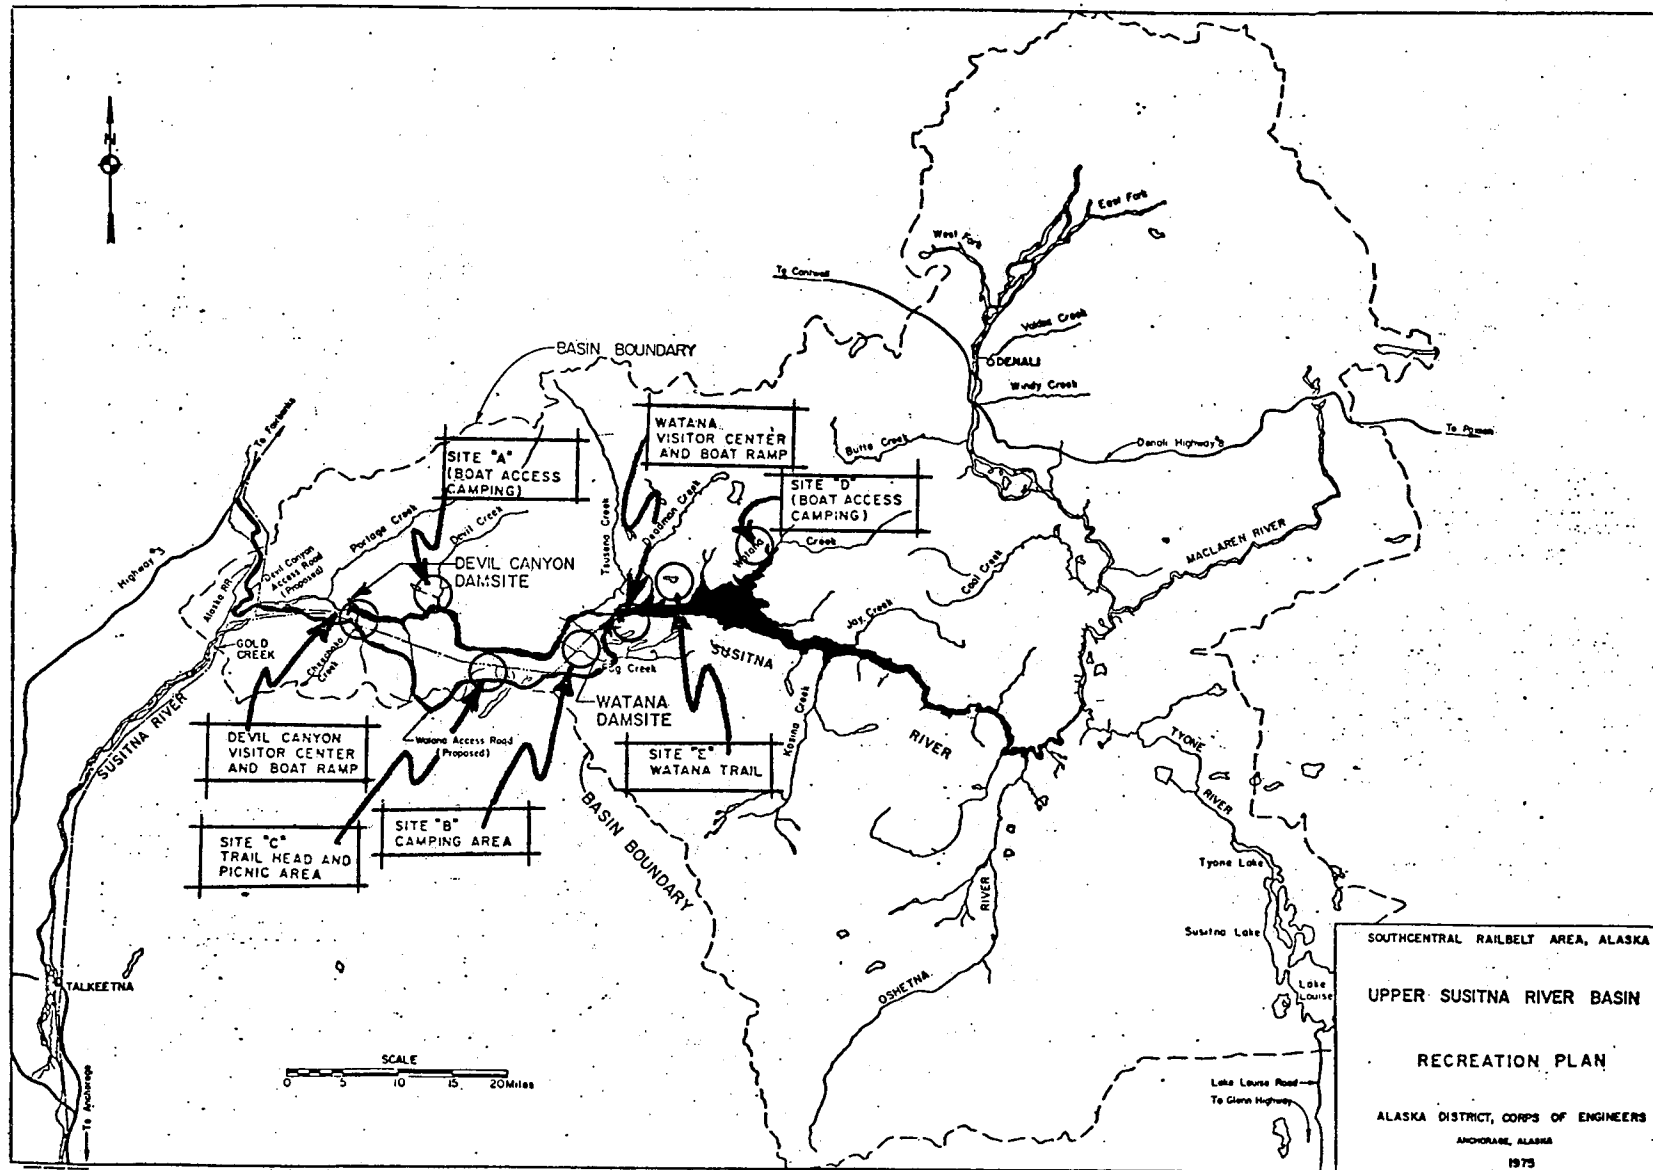 N
To Fairbanks
Highway #3
Alaska RR
Devil Canyon
Access Road
(Proposed)
Portage Creek
Devil Creek
BASIN BOUNDARY
SITE "A"
(BOAT ACCESS
CAMPING)
WATANA
VISITOR CENTER
AND BOAT RAMP
SITE "D"
(BOAT ACCESS
CAMPING)
DEVIL CANYON
DAMSITE
Tsusena Creek
Deadman Creek
Watana
Creek
To Cantwell
West Fork
East Fork
Valdez Creek
DENALI
Windy Creek
Butte Creek
Denali Highway #8
To Paxson
MACLAREN RIVER
Coal Creek
Jay Creek
GOLD
CREEK
Creek
SUSITNA RIVER
Fog Creek
SUSITNA
RIVER
WATANA
DAMSITE
Kosina Creek
DEVIL CANYON
VISITOR CENTER
AND BOAT RAMP
Watana Access Road
(Proposed)
SITE "E"
WATANA TRAIL
SITE "C"
TRAIL HEAD AND
PICNIC AREA
SITE "B"
CAMPING AREA
BASIN BOUNDARY
TYONE
RIVER
Tyone Lake
Susitna Lake
Lake
Louise
OSHETNA
RIVER
TALKEETNA
To Anchorage
SCALE
0 5 10 15 20 Miles
Lake Louise Road
To Glenn Highway
SOUTHCENTRAL RAILBELT AREA, ALASKA
UPPER SUSITNA RIVER BASIN
RECREATION PLAN
ALASKA DISTRICT, CORPS OF ENGINEERS
ANCHORAGE, ALASKA
1975